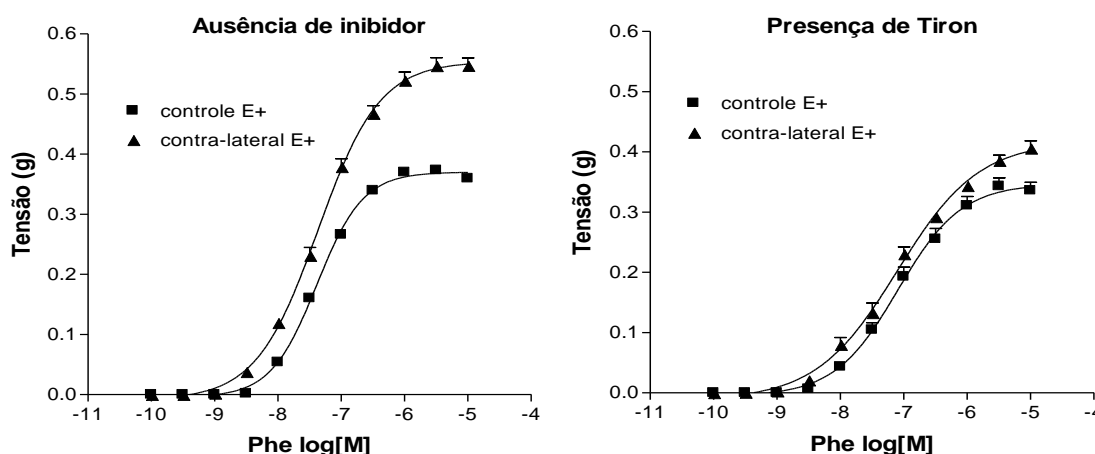 Ausência de inibidor
0.6
0.5
0.4
0.3
0.2
0.1
0.0
Tensão (g)
controle E+
contra-lateral E+
-11 -10 -9 -8 -7 -6 -5 -4
Phe log[M]
Presença de Tiron
0.6
0.5
0.4
0.3
0.2
0.1
0.0
Tensão (g)
controle E+
contra-lateral E+
-11 -10 -9 -8 -7 -6 -5 -4
Phe log[M]